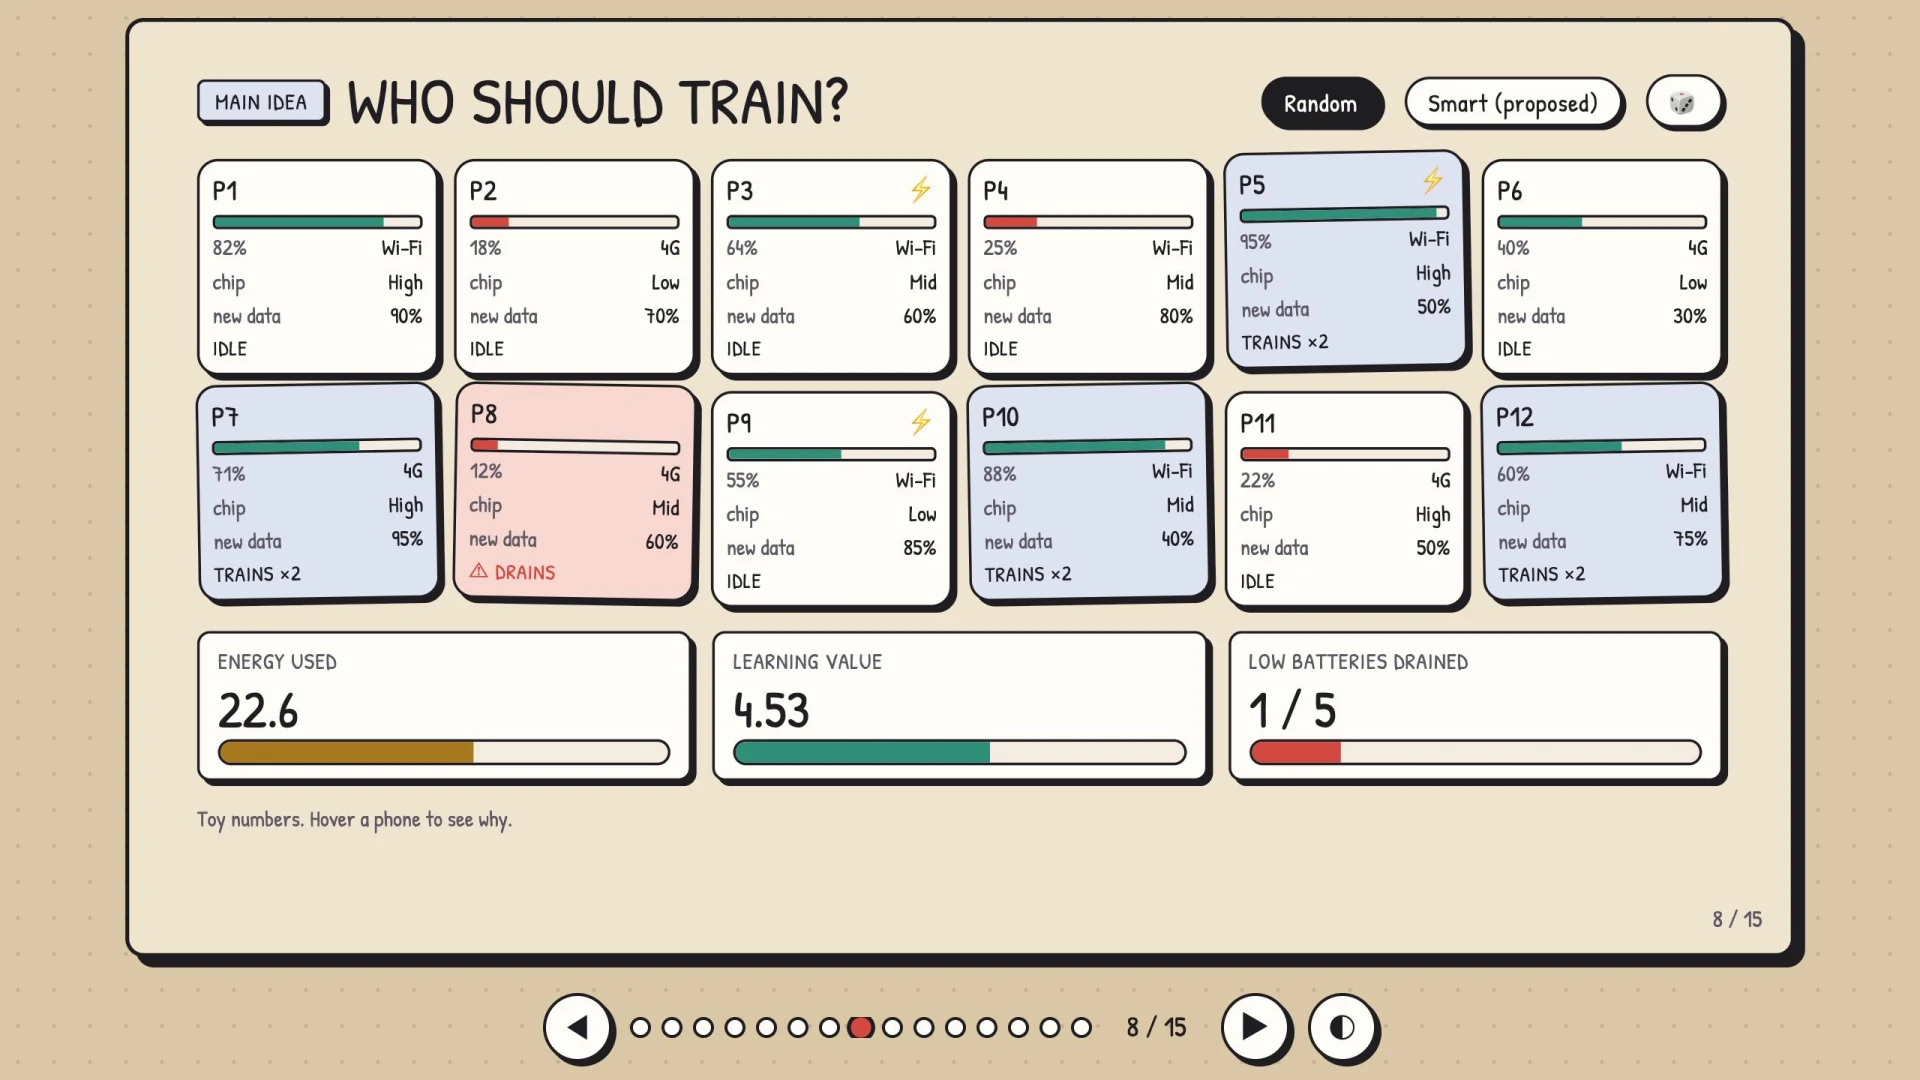 MAIN IDEA WHO SHOULD TRAIN? Random Smart (proposed)
P1
82% Wi-Fi
chip High
new data 90%
IDLE
P2
18% 4G
chip Low
new data 70%
IDLE
P3 ⚡
64% Wi-Fi
chip Mid
new data 60%
IDLE
P4
25% Wi-Fi
chip Mid
new data 80%
IDLE
P5 ⚡
95% Wi-Fi
chip High
new data 50%
TRAINS ×2
P6
40% 4G
chip Low
new data 30%
IDLE
P7
71% 4G
chip High
new data 95%
TRAINS ×2
P8
12% 4G
chip Mid
new data 60%
⚠ DRAINS
P9 ⚡
55% Wi-Fi
chip Low
new data 85%
IDLE
P10
88% Wi-Fi
chip Mid
new data 40%
TRAINS ×2
P11
22% 4G
chip High
new data 50%
IDLE
P12
60% Wi-Fi
chip Mid
new data 75%
TRAINS ×2
ENERGY USED
22.6
LEARNING VALUE
4.53
LOW BATTERIES DRAINED
1 / 5
Toy numbers. Hover a phone to see why.
8 / 15
8 / 15